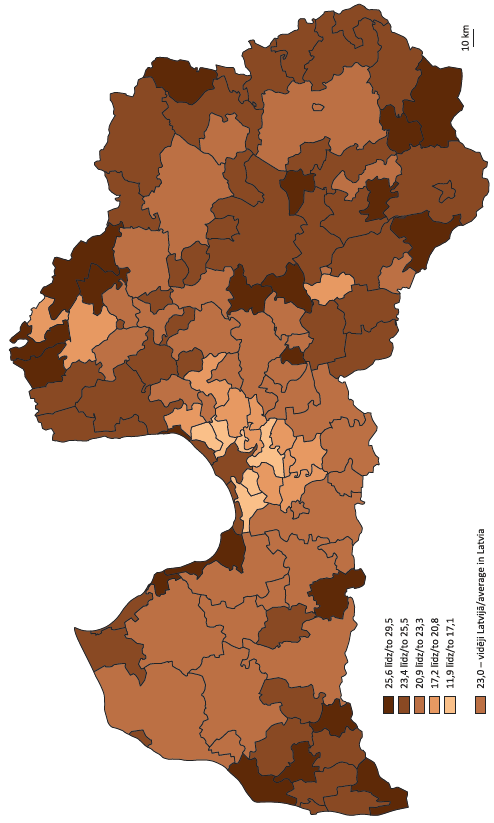 10 km
25,6 līdz/to 29,5
23,4 līdz/to 25,5
20,9 līdz/to 23,3
17,2 līdz/to 20,8
11,9 līdz/to 17,1
23,0 – vidēji Latvijā/average in Latvia